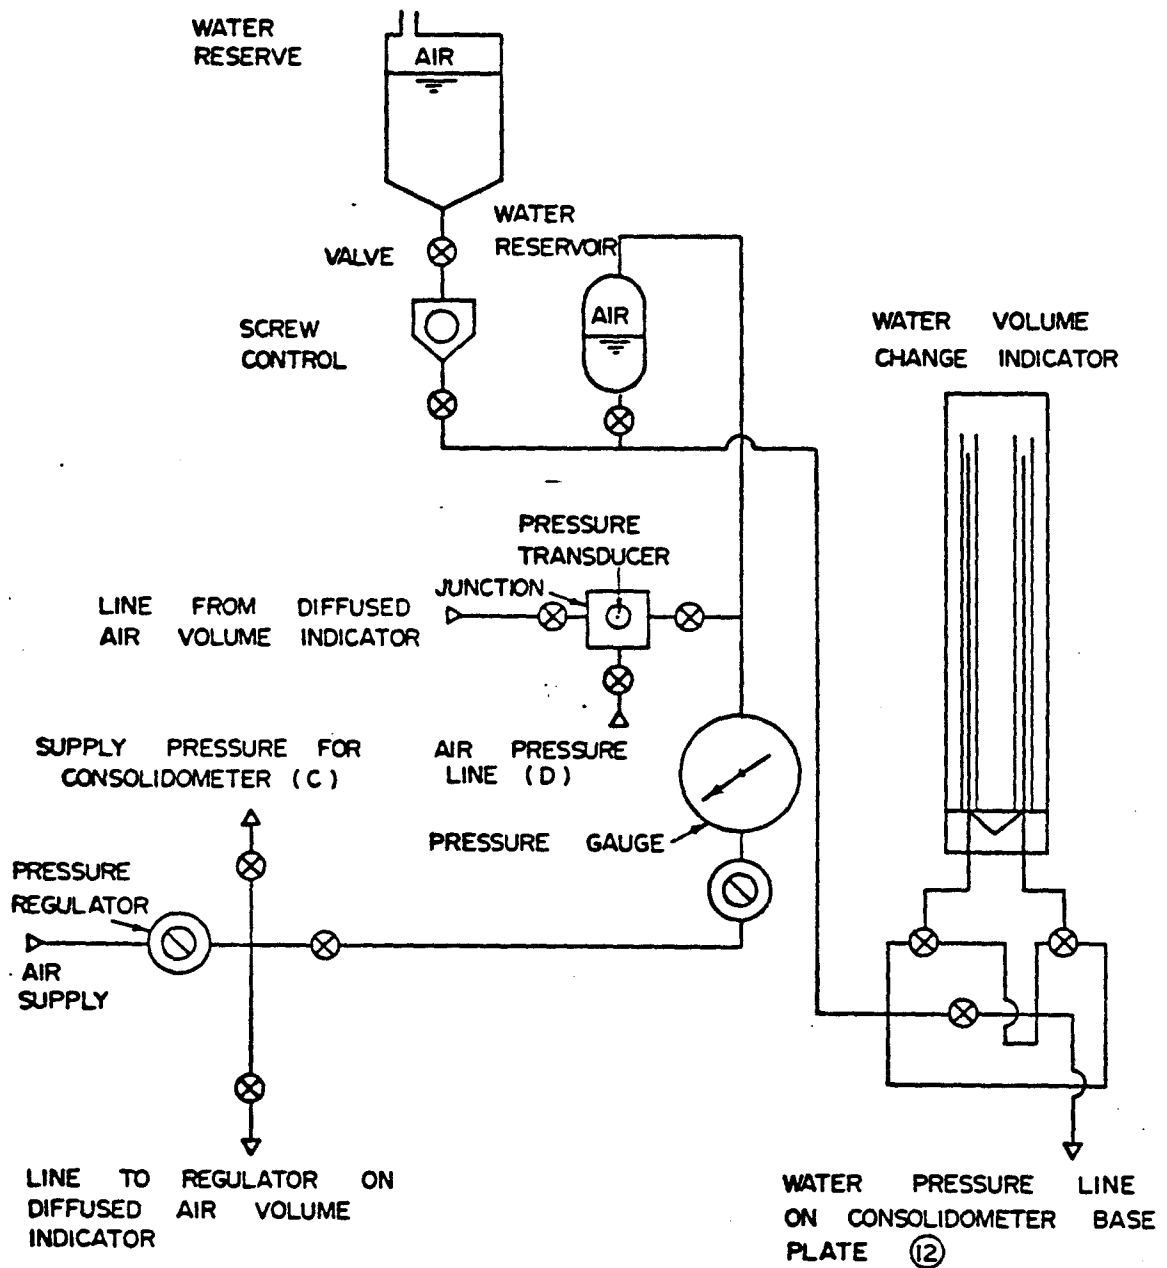 WATER
RESERVE
AIR
VALVE
WATER
RESERVOIR
SCREW
CONTROL
AIR
WATER VOLUME
CHANGE INDICATOR
PRESSURE
TRANSDUCER
JUNCTION
LINE FROM DIFFUSED
AIR VOLUME INDICATOR
SUPPLY PRESSURE FOR
CONSOLIDOMETER (C)
AIR PRESSURE
LINE (D)
PRESSURE GAUGE
PRESSURE
REGULATOR
AIR
SUPPLY
LINE TO REGULATOR ON
DIFFUSED AIR VOLUME
INDICATOR
WATER PRESSURE LINE
ON CONSOLIDOMETER BASE
PLATE ⑫